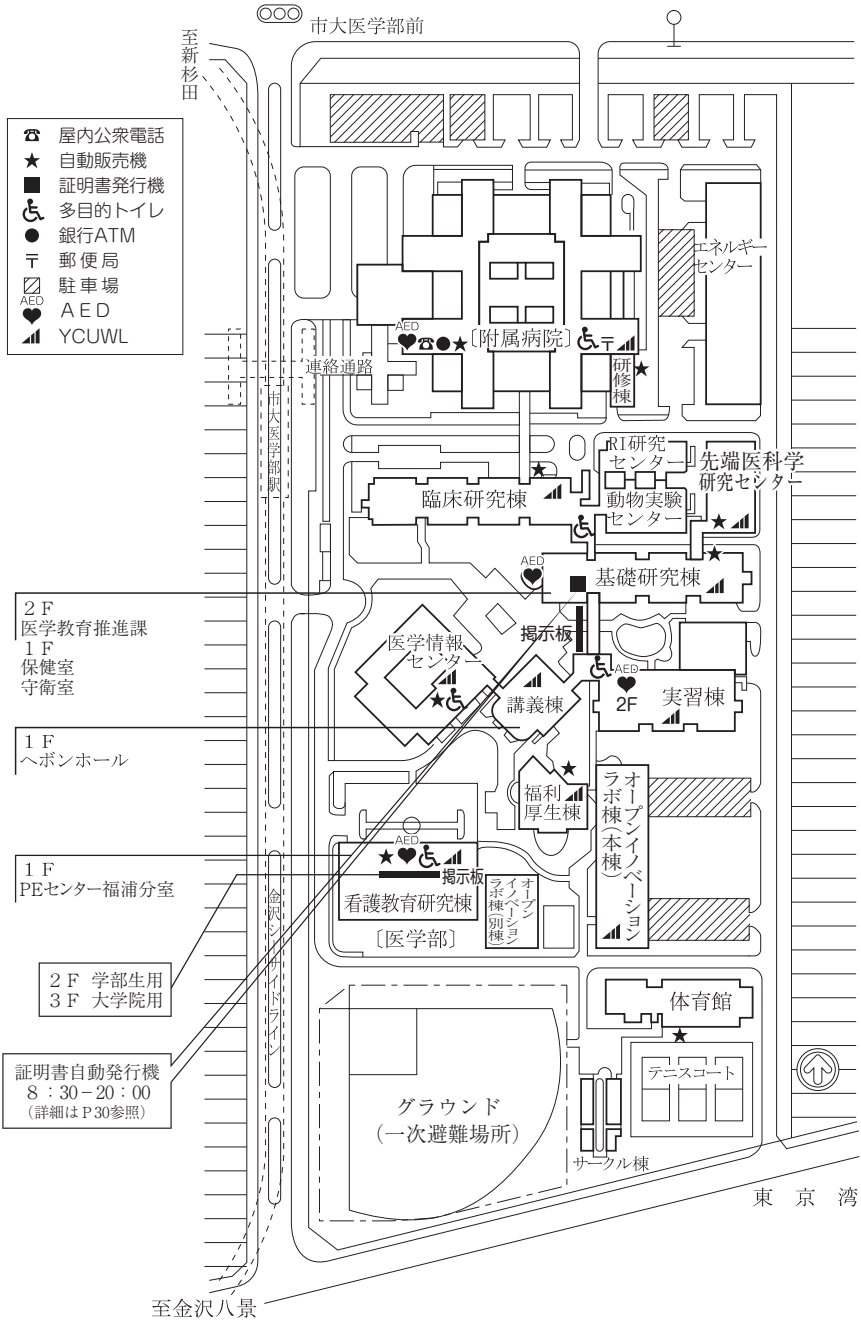 市大医学部前
至新杉田
屋内公衆電話
自動販売機
証明書発行機
多目的トイレ
銀行ATM
〒 郵便局
駐車場
AED
AED
YCUWL
エネルギー
センター
AED
〔附属病院〕
〒
研修棟
連絡通路
市大医学部駅
RI研究
センター
動物実験
センター
先端医科学
研究センター
臨床研究棟
AED
基礎研究棟
掲示板
2F
医学教育推進課
1F
保健室
守衛室
医学情報
センター
講義棟
AED
2F
実習棟
1F
ヘボンホール
福利
厚生棟
オープンイノベーション
ラボ棟(本棟)
AED
1F
PEセンター福浦分室
掲示板
看護教育研究棟
オープン
イノベーション
ラボ棟(別棟)
〔医学部〕
金沢シーサイドライン
2F 学部生用
3F 大学院用
体育館
証明書自動発行機
8:30−20:00
(詳細はP30参照)
テニスコート
グラウンド
(一次避難場所)
サークル棟
東京湾
至金沢八景